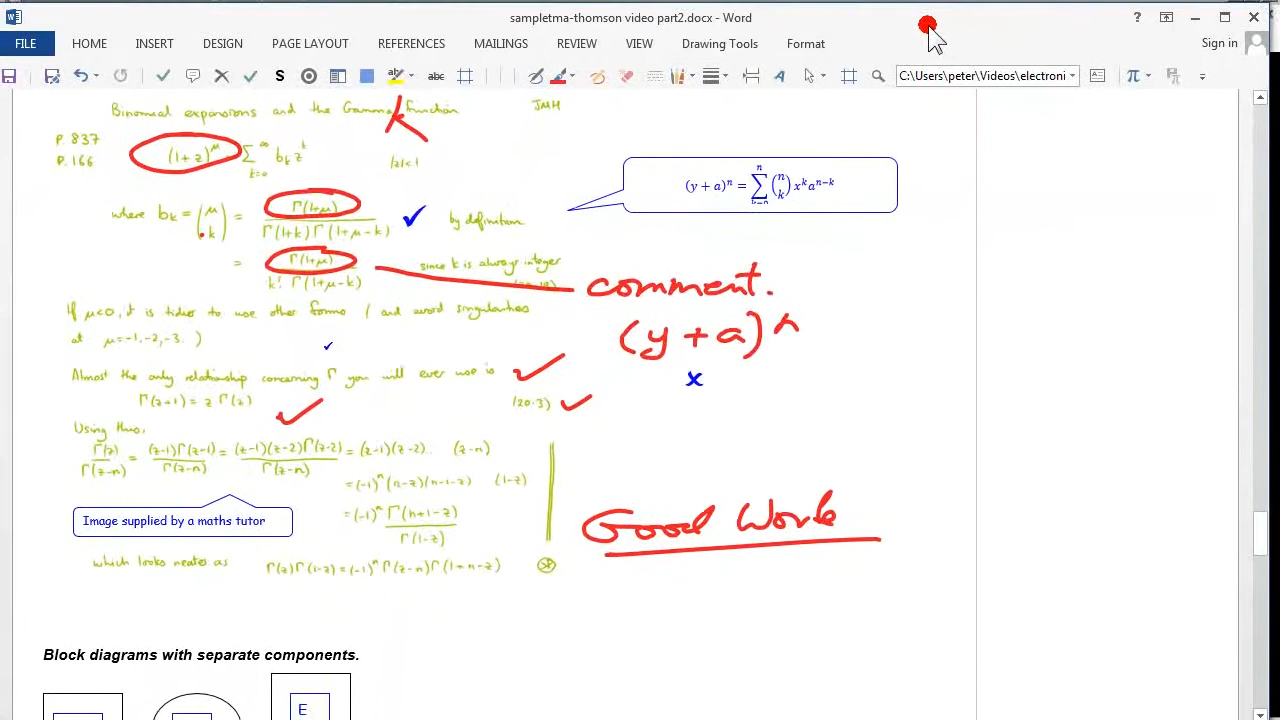 sampletma-thomson video part2.docx - Word
FILE HOME INSERT DESIGN PAGE LAYOUT REFERENCES MAILINGS REVIEW VIEW Drawing Tools Format Sign in
C:\Users\peter\Videos\electroni
Binomial expansions and the Gamma function JMH
k
P. 837
P. 166
(1+z)^μ = ∑_{k=0}^∞ b_k z^k |z|<1
(y + a)^n = ∑_{k=n}^n (n k) x^k a^{n-k}
where b_k = (μ k) = Γ(1+μ) / Γ(1+k) Γ(1+μ-k) ✓ by definition
= Γ(1+μ) / k! Γ(1+μ-k) since k is always integer
comment.
If μ<0, it is tidier to use other forms ( and avoid singularities
at μ=-1,-2,-3. )
(y + a)^n
x
Almost the only relationship concerning Γ you will ever use is
Γ(z+1) = z Γ(z) (20.3)
Using this,
Γ(z) / Γ(z-n) = (z-1)Γ(z-1) / Γ(z-n) = (z-1)(z-2)Γ(z-2) / Γ(z-n) = (z-1)(z-2).. (z-n)
= (-1)^n (n-z)(n-1-z) (1-z)
= (-1)^n Γ(n+1-z) / Γ(1-z)
Image supplied by a maths tutor
Good Work
which looks neater as Γ(z)Γ(1-z) = (-1)^n Γ(z-n)Γ(1+n-z)
Block diagrams with separate components.
E